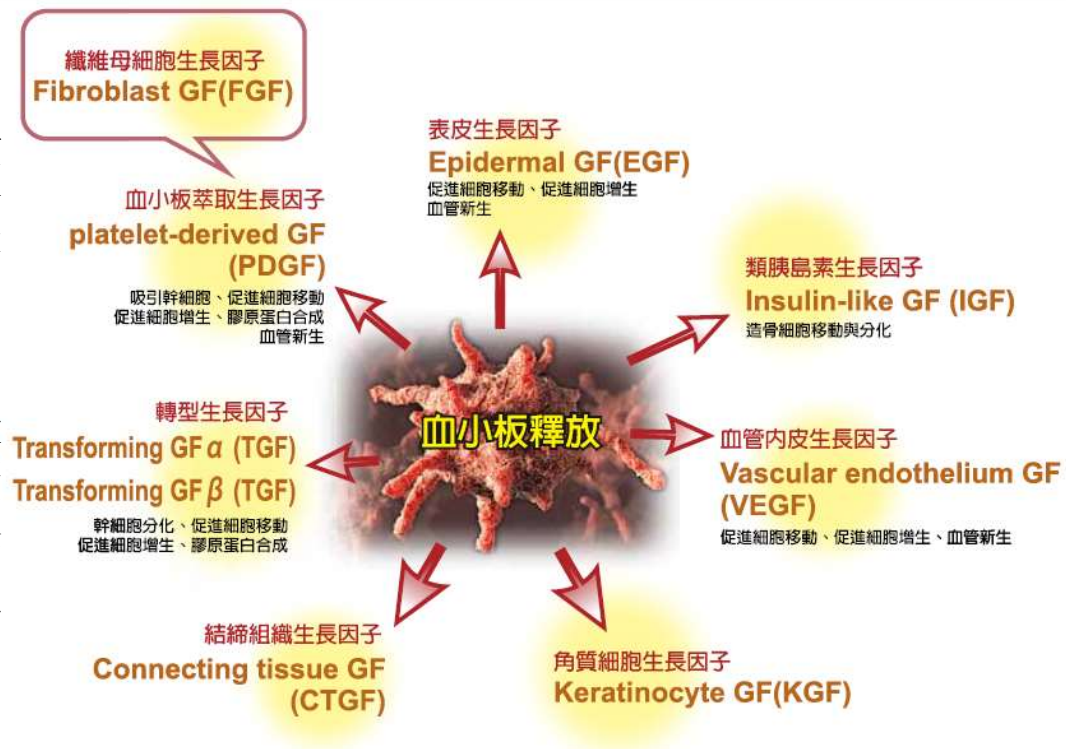 纖維母細胞生長因子
Fibroblast GF(FGF)
表皮生長因子
Epidermal GF(EGF)
促進細胞移動、促進細胞增生
血管新生
血小板萃取生長因子
platelet-derived GF
(PDGF)
吸引幹細胞、促進細胞移動
促進細胞增生、膠原蛋白合成
血管新生
類胰島素生長因子
Insulin-like GF (IGF)
造骨細胞移動與分化
血小板釋放
轉型生長因子
Transforming GF α (TGF)
Transforming GF β (TGF)
幹細胞分化、促進細胞移動
促進細胞增生、膠原蛋白合成
血管內皮生長因子
Vascular endothelium GF
(VEGF)
促進細胞移動、促進細胞增生、血管新生
結締組織生長因子
Connecting tissue GF
(CTGF)
角質細胞生長因子
Keratinocyte GF(KGF)